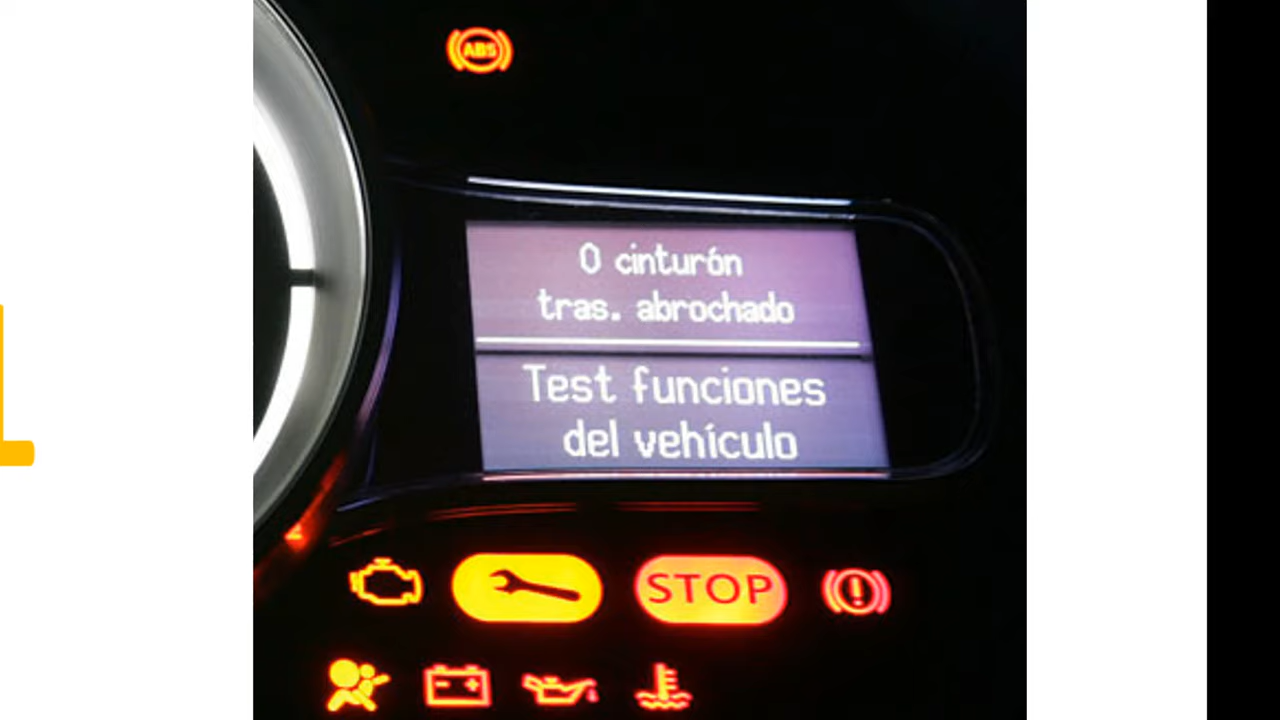 ABS
0 cinturón
tras. abrochado
Test funciones
del vehículo
STOP